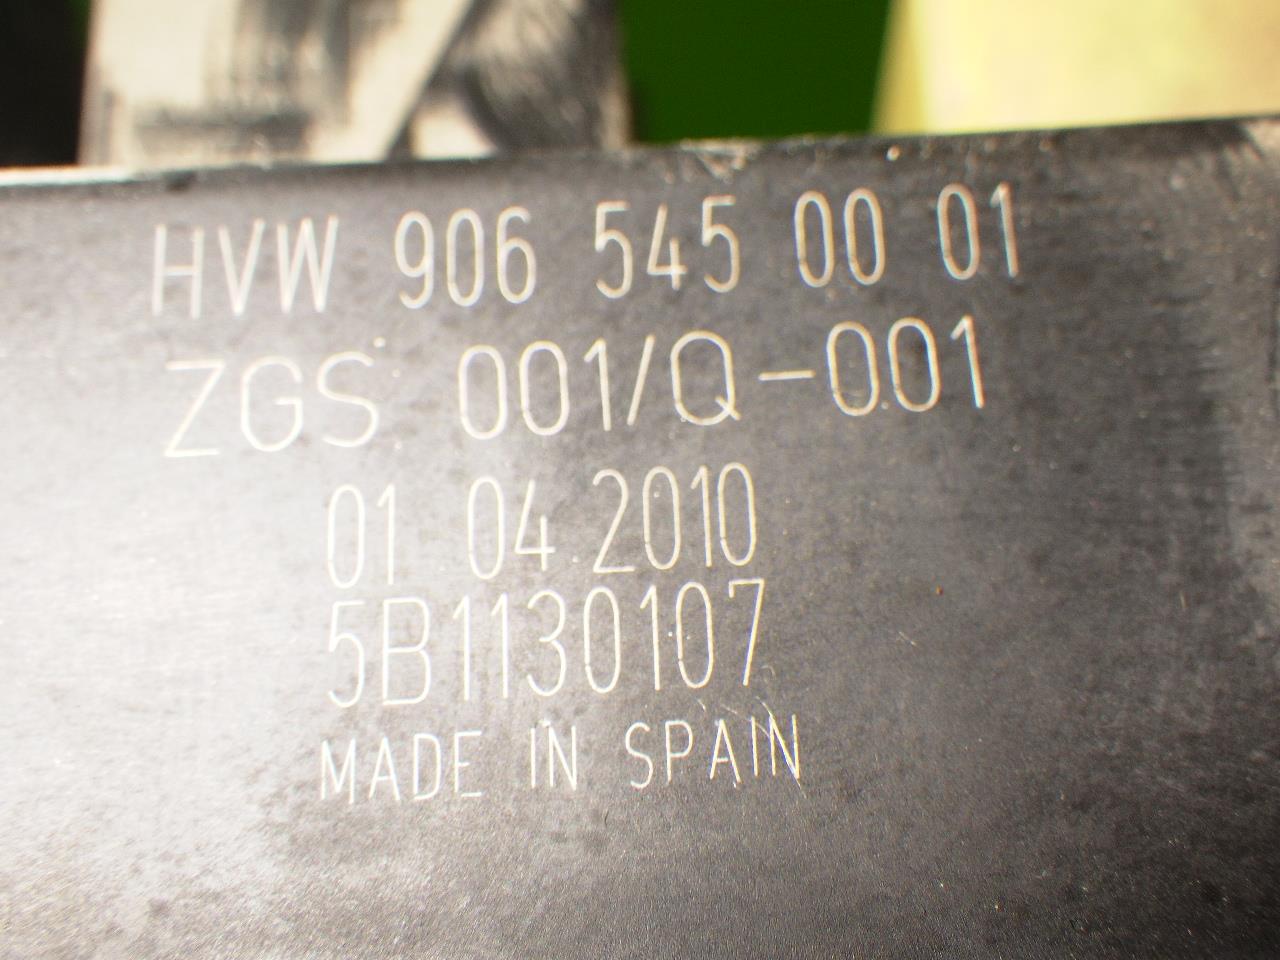 HVW 906 545 00 01
ZGS 001/Q-001
01 04.2010
5B1130107
MADE IN SPAIN